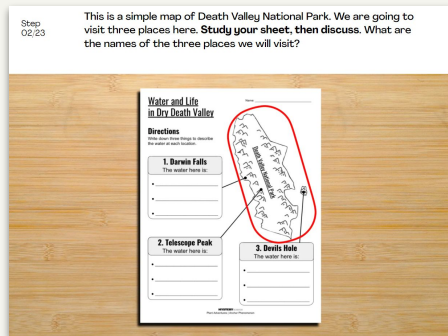 Step
02/23
This is a simple map of Death Valley National Park. We are going to
visit three places here. Study your sheet, then discuss. What are
the names of the three places we will visit?
Water and Life
in Dry Death Valley
Name
Directions
Write down three things to describe
the water at each location.
1. Darwin Falls
The water here is:
Death Valley National Park
2. Telescope Peak
The water here is:
3. Devils Hole
The water here is: